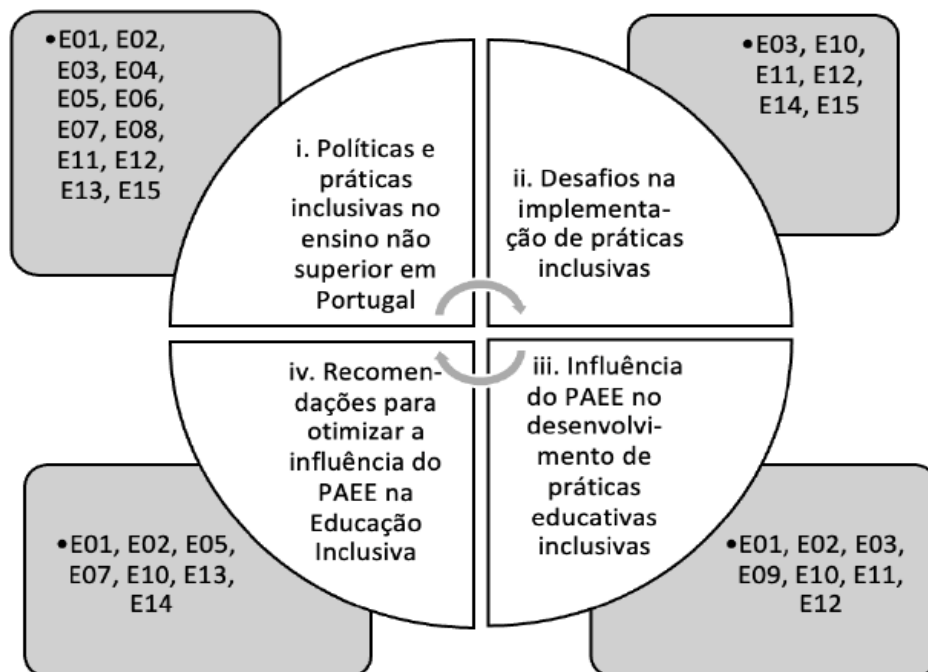 •E01, E02,
E03, E04,
E05, E06,
E07, E08,
E11, E12,
E13, E15
i. Políticas e
práticas
inclusivas no
ensino não
superior em
Portugal
•E03, E10,
E11, E12,
E14, E15
ii. Desafios na
implementa-
ção de práticas
inclusivas
iv. Recomen-
dações para
otimizar a
influência do
PAEE na
Educação
Inclusiva
•E01, E02, E05,
E07, E10, E13,
E14
iii. Influência
do PAEE no
desenvolvi-
mento de
práticas
educativas
inclusivas
•E01, E02, E03,
E09, E10, E11,
E12